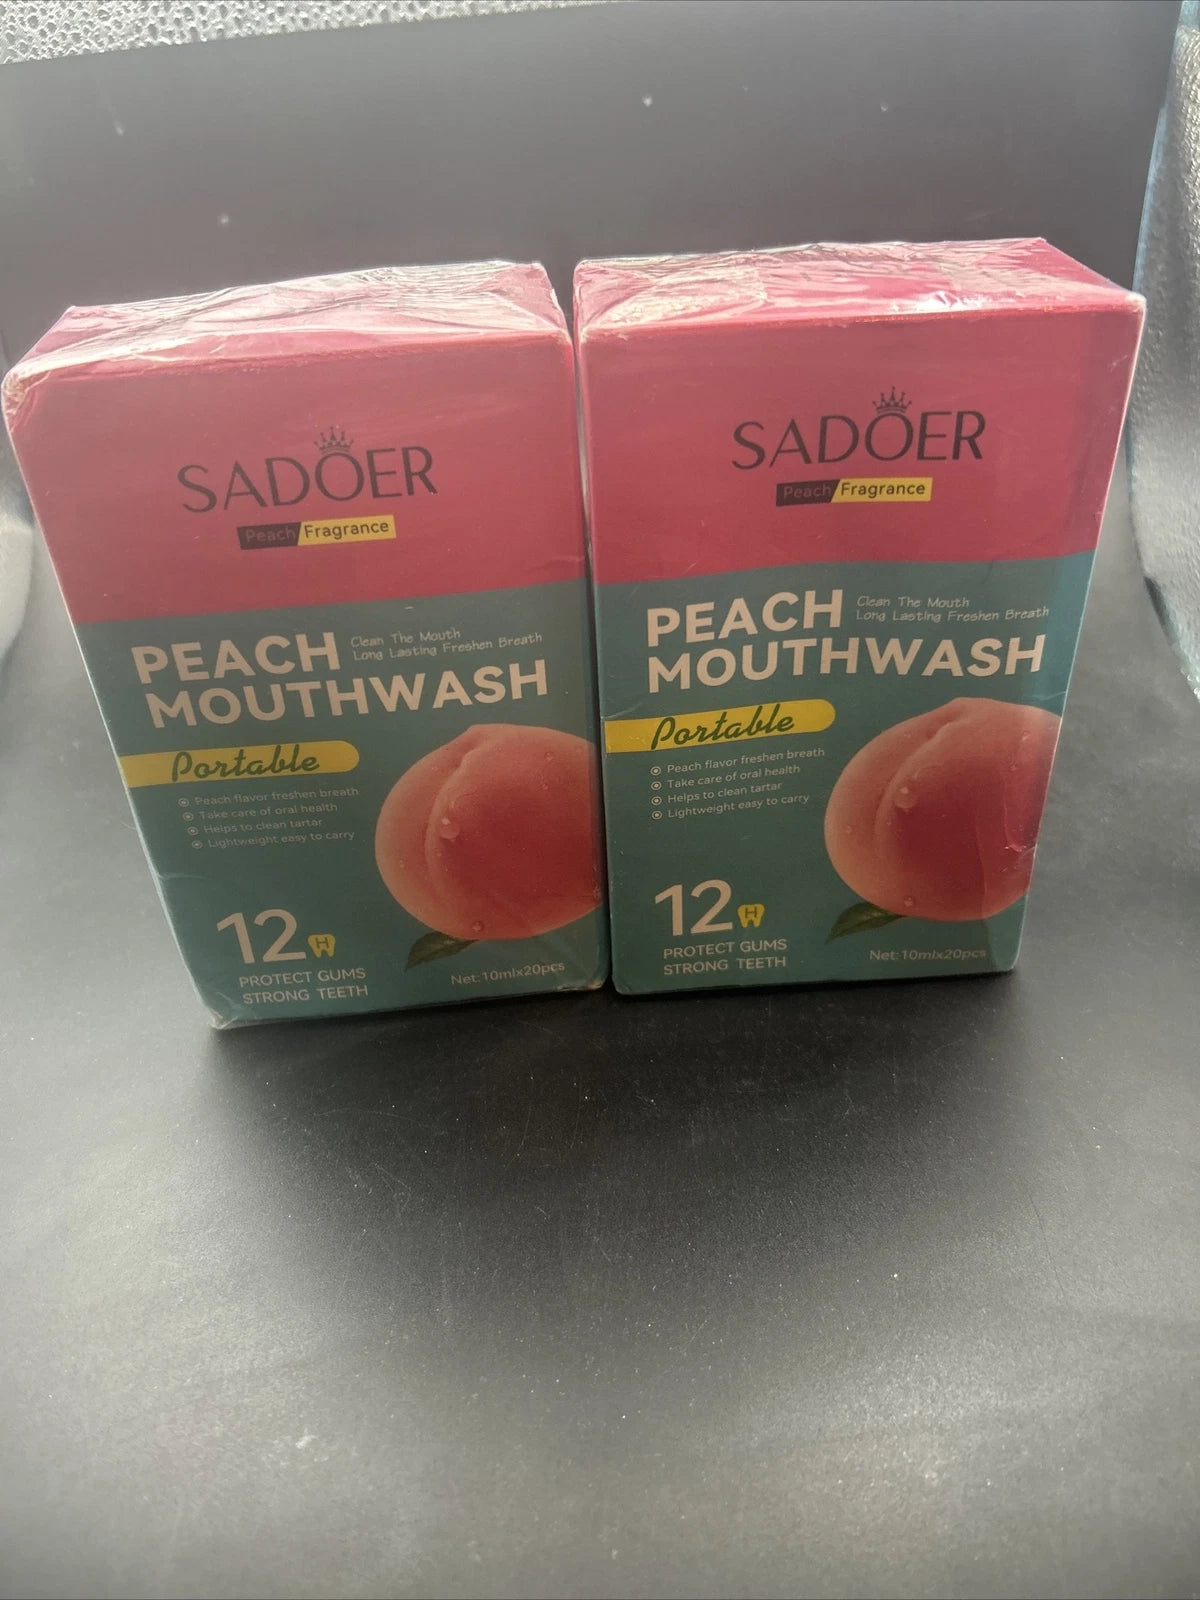 SADOER
Peach Fragrance
PEACH
Clean The Mouth
Long Lasting Freshen Breath
MOUTHWASH
Portable
Peach flavor freshen breath
Take care of oral health
Helps to clean tartar
Lightweight easy to carry
12 H
PROTECT GUMS
STRONG TEETH
Net:10mlx20pcs
SADOER
Peach Fragrance
PEACH
Clean The Mouth
Long Lasting Freshen Breath
MOUTHWASH
Portable
Peach flavor freshen breath
Take care of oral health
Helps to clean tartar
Lightweight easy to carry
12 H
PROTECT GUMS
STRONG TEETH
Net:10mlx20pcs